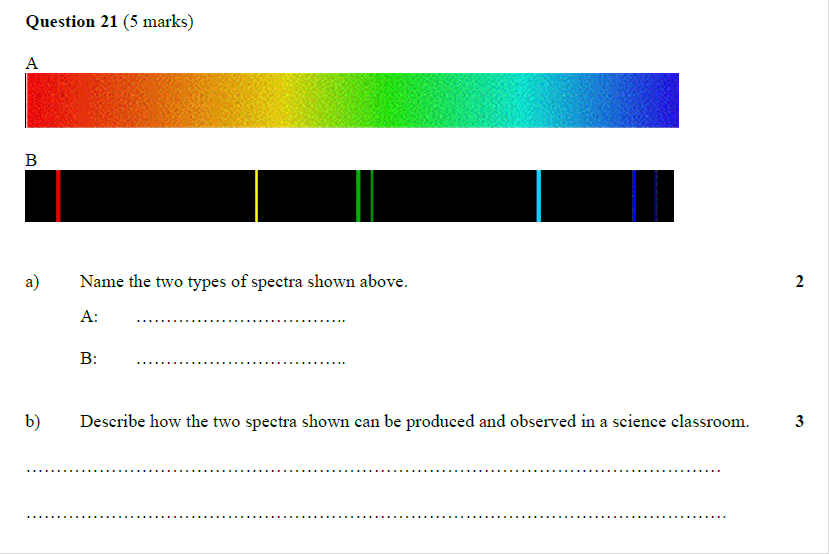 Question 21 (5 marks)
A
B
a) Name the two types of spectra shown above. 2
A: ……………………………..
B: ……………………………..
b) Describe how the two spectra shown can be produced and observed in a science classroom. 3
……………………………………………………………………………………………………
……………………………………………………………………………………………………